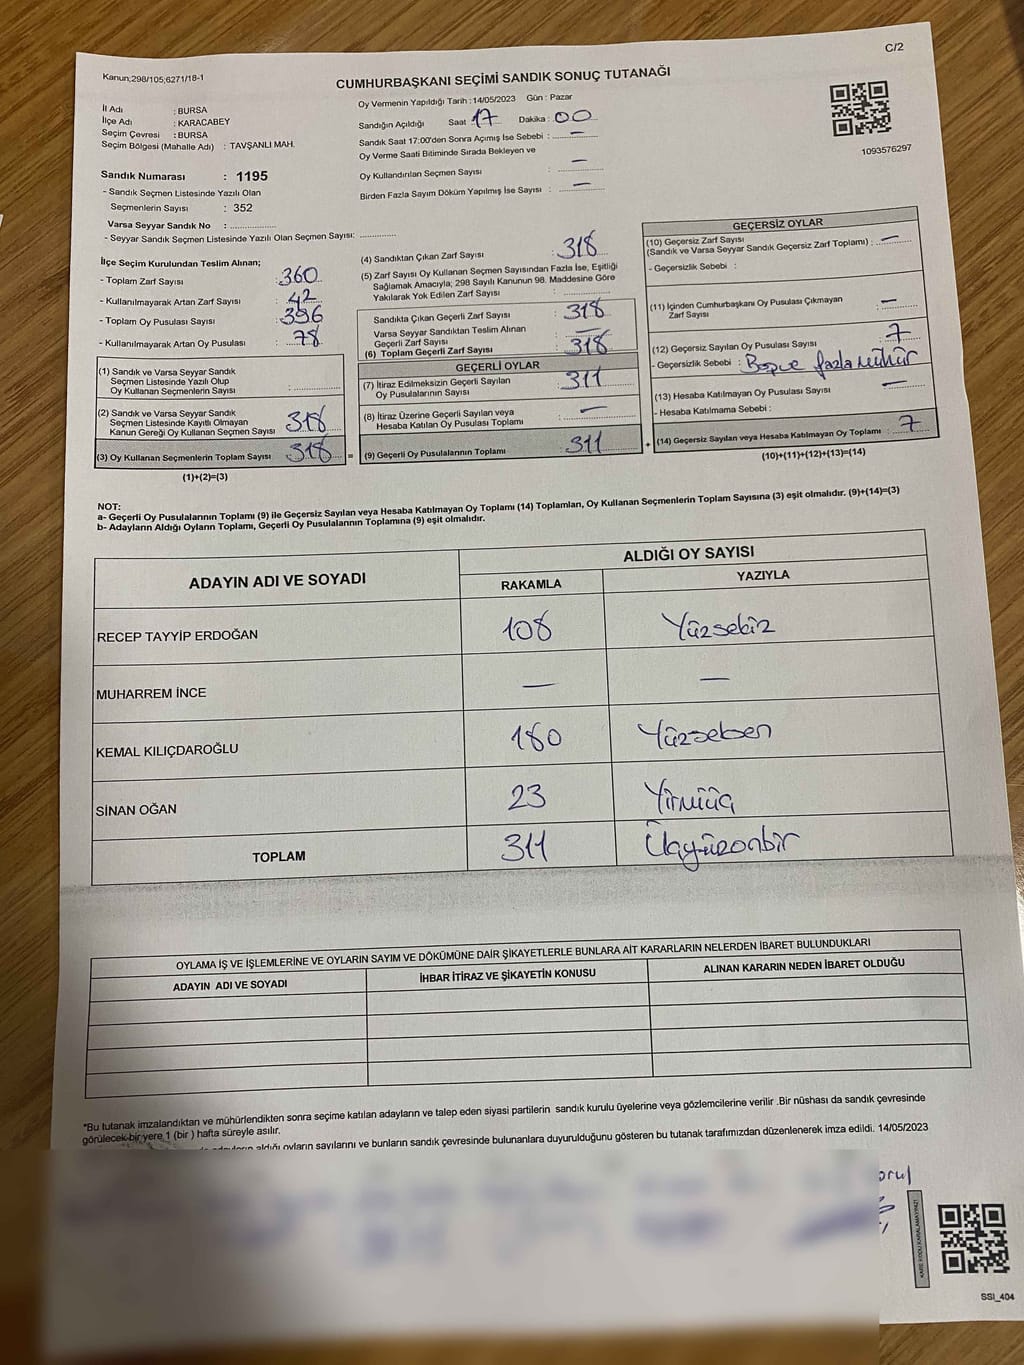 C/2
Kanun;298/105;6271/18-1
CUMHURBAŞKANI SEÇİMİ SANDIK SONUÇ TUTANAĞI
İl Adı : BURSA
İlçe Adı : KARACABEY
Seçim Çevresi : BURSA
Seçim Bölgesi (Mahalle Adı) : TAVŞANLI MAH.
Sandık Numarası : 1195
- Sandık Seçmen Listesinde Yazılı Olan
Seçmenlerin Sayısı : 352
Varsa Seyyar Sandık No : ....................
- Seyyar Sandık Seçmen Listesinde Yazılı Olan Seçmen Sayısı: ..............
Oy Vermenin Yapıldığı Tarih : 14/05/2023 Gün : Pazar
Sandığın Açıldığı Saat 17 Dakika : 00
Sandık Saat 17:00'den Sonra Açımış İse Sebebi : —
Oy Verme Saati Bitiminde Sırada Bekleyen ve
Oy Kullandırılan Seçmen Sayısı : —
Birden Fazla Sayım Döküm Yapılmış İse Sayısı : —
1093576297
İlçe Seçim Kurulundan Teslim Alınan;
- Toplam Zarf Sayısı : 360
- Kullanılmayarak Artan Zarf Sayısı : 42
- Toplam Oy Pusulası Sayısı : 396
- Kullanılmayarak Artan Oy Pusulası : 78
(1) Sandık ve Varsa Seyyar Sandık
Seçmen Listesinde Yazılı Olup
Oy Kullanan Seçmenlerin Sayısı : ..............
(2) Sandık ve Varsa Seyyar Sandık
Seçmen Listesinde Kayıtlı Olmayan
Kanun Gereği Oy Kullanan Seçmen Sayısı : 318
(3) Oy Kullanan Seçmenlerin Toplam Sayısı : 318
(1)+(2)=(3)
(4) Sandıktan Çıkan Zarf Sayısı : 318
(5) Zarf Sayısı Oy Kullanan Seçmen Sayısından Fazla İse, Eşitliği
Sağlamak Amacıyla; 298 Sayılı Kanunun 98. Maddesine Göre
Yakılarak Yok Edilen Zarf Sayısı : ..............
Sandıkta Çıkan Geçerli Zarf Sayısı : 318
Varsa Seyyar Sandıktan Teslim Alınan
Geçerli Zarf Sayısı : —
(6) Toplam Geçerli Zarf Sayısı : 318
GEÇERLİ OYLAR
(7) İtiraz Edilmeksizin Geçerli Sayılan
Oy Pusulalarının Sayısı : 311
(8) İtiraz Üzerine Geçerli Sayılan veya
Hesaba Katılan Oy Pusulası Toplamı : —
= (9) Geçerli Oy Pusulalarının Toplamı : 311 +
GEÇERSİZ OYLAR
(10) Geçersiz Zarf Sayısı
(Sandık ve Varsa Seyyar Sandık Geçersiz Zarf Toplamı) : —
- Geçersizlik Sebebi :
(11) İçinden Cumhurbaşkanı Oy Pusulası Çıkmayan
Zarf Sayısı : —
(12) Geçersiz Sayılan Oy Pusulası Sayısı : 7
- Geçersizlik Sebebi : Boş ve fazla mühür
(13) Hesaba Katılmayan Oy Pusulası Sayısı : —
- Hesaba Katılmama Sebebi :
(14) Geçersiz Sayılan veya Hesaba Katılmayan Oy Toplamı : 7
(10)+(11)+(12)+(13)=(14)
NOT:
a- Geçerli Oy Pusulalarının Toplamı (9) ile Geçersiz Sayılan veya Hesaba Katılmayan Oy Toplamı (14) Toplamları, Oy Kullanan Seçmenlerin Toplam Sayısına (3) eşit olmalıdır. (9)+(14)=(3)
b- Adayların Aldığı Oyların Toplamı, Geçerli Oy Pusulalarının Toplamına (9) eşit olmalıdır.
ADAYIN ADI VE SOYADI
ALDIĞI OY SAYISI
RAKAMLA YAZIYLA
RECEP TAYYİP ERDOĞAN 108 Yüzsekiz
MUHARREM İNCE — —
KEMAL KILIÇDAROĞLU 180 Yüzseksen
SİNAN OĞAN 23 Yirmiüç
TOPLAM 311 Üçyüzonbir
OYLAMA İŞ VE İŞLEMLERİNE VE OYLARIN SAYIM VE DÖKÜMÜNE DAİR ŞİKAYETLERLE BUNLARA AİT KARARLARIN NELERDEN İBARET BULUNDUKLARI
ADAYIN ADI VE SOYADI İHBAR İTİRAZ VE ŞİKAYETİN KONUSU ALINAN KARARIN NEDEN İBARET OLDUĞU
*Bu tutanak imzalandıktan ve mühürlendikten sonra seçime katılan adayların ve talep eden siyasi partilerin sandık kurulu üyelerine veya gözlemcilerine verilir .Bir nüshası da sandık çevresinde
görülecek bir yere 1 (bir ) hafta süreyle asılır.
aldığı oyların sayılarını ve bunların sandık çevresinde bulunanlara duyurulduğunu gösteren bu tutanak tarafımızdan düzenlenerek imza edildi. 14/05/2023
KARE KODU KARALAMAYINIZ!
SSI_404